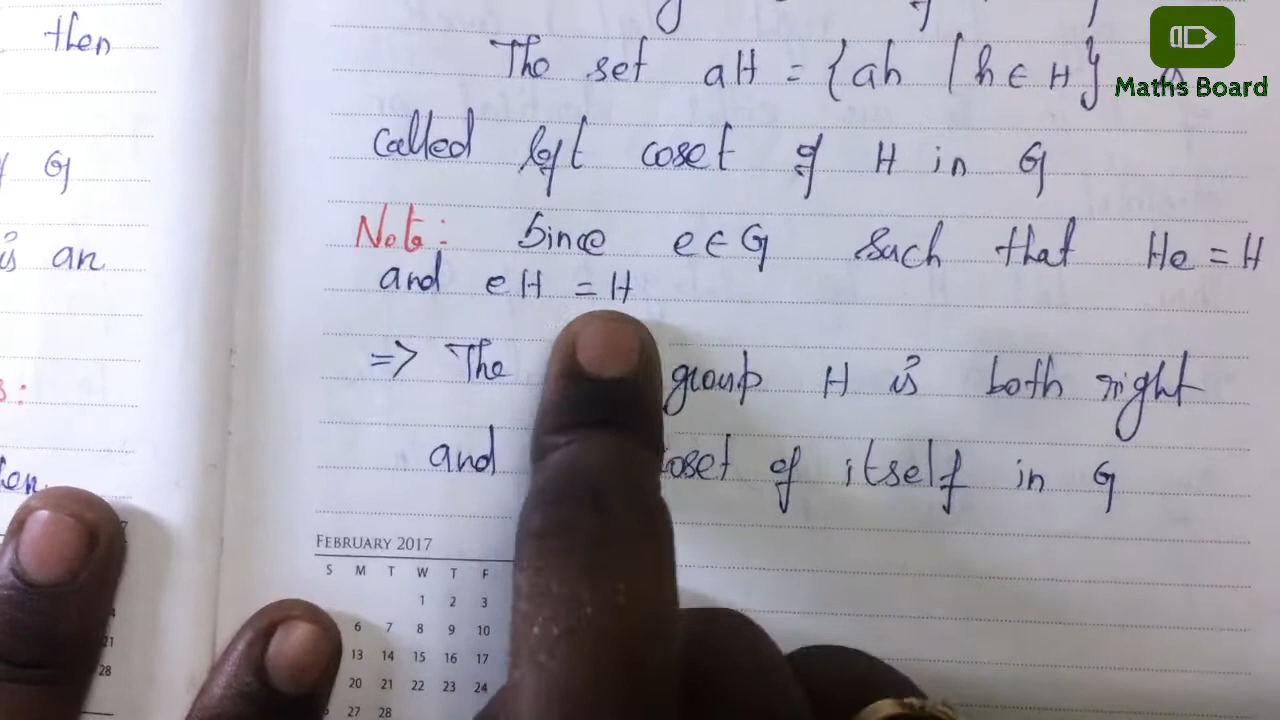 then
G
is an
The set aH = {ah / h ∈ H} is
Maths Board
called left coset of H in G
Note: Since e ∈ G such that He = H
and eH = H
=> The group H is both right
and coset of itself in G
FEBRUARY 2017
S M T W T F
1 2 3
6 7 8 9 10
13 14 15 16 17
20 21 22 23 24
27 28
21
28